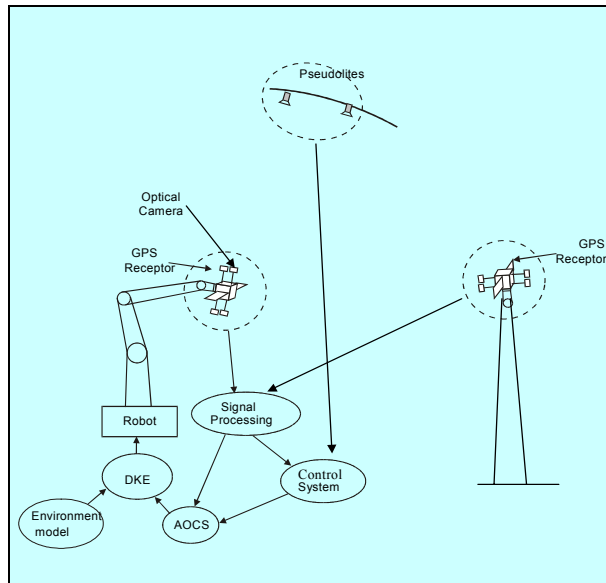 Pseudolites
Optical
Camera
GPS
Receptor
GPS
Receptor
Signal
Processing
Robot
Control
System
DKE
Environment
model
AOCS